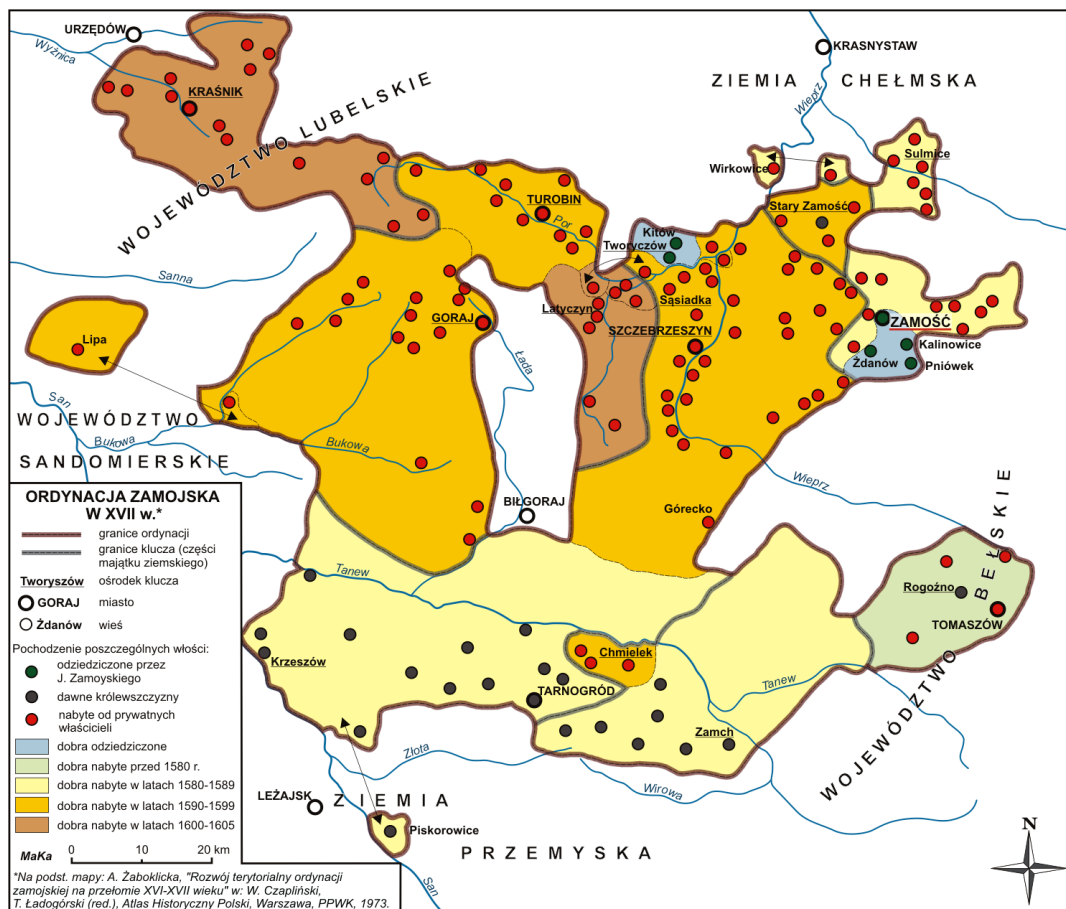 URZĘDÓW
Wyżnica
KRAŚNIK
WOJEWÓDZTWO LUBELSKIE
KRASNYSTAW
ZIEMIA CHEŁMSKA
Wieprz
Wirkowice
Sulmice
Stary Zamość
TUROBIN
Por
Kitów
Tworyczów
Sanna
Latyczyn
Sąsiadka
GORAJ
SZCZEBRZESZYN
ZAMOŚĆ
Kalinowice
Żdanów
Pniówek
Lipa
Łada
San
WOJEWÓDZTWO
SANDOMIERSKIE
Bukowa
Bukowa
Wieprz
BIŁGORAJ
Górecko
WOJEWÓDZTWO BEŁSKIE
Rogoźno
TOMASZÓW
Tanew
Krzeszów
Chmielek
TARNOGRÓD
Tanew
Zamch
Złota
Wirowa
LEŻAJSK
ZIEMIA
PRZEMYSKA
Piskorowice
San
N
ORDYNACJA ZAMOJSKA
W XVII w.*
granice ordynacji
granice klucza (części
majątku ziemskiego)
Tworyszów ośrodek klucza
GORAJ miasto
Żdanów wieś
Pochodzenie poszczególnych włości:
odziedziczone przez
J. Zamoyskiego
dawne królewszczyzny
nabyte od prywatnych
właścicieli
dobra odziedziczone
dobra nabyte przed 1580 r.
dobra nabyte w latach 1580-1589
dobra nabyte w latach 1590-1599
dobra nabyte w latach 1600-1605
MaKa 0 10 20 km
*Na podst. mapy: A. Żaboklicka, "Rozwój terytorialny ordynacji
zamojskiej na przełomie XVI-XVII wieku" w: W. Czapliński,
T. Ładogórski (red.), Atlas Historyczny Polski, Warszawa, PPWK, 1973.